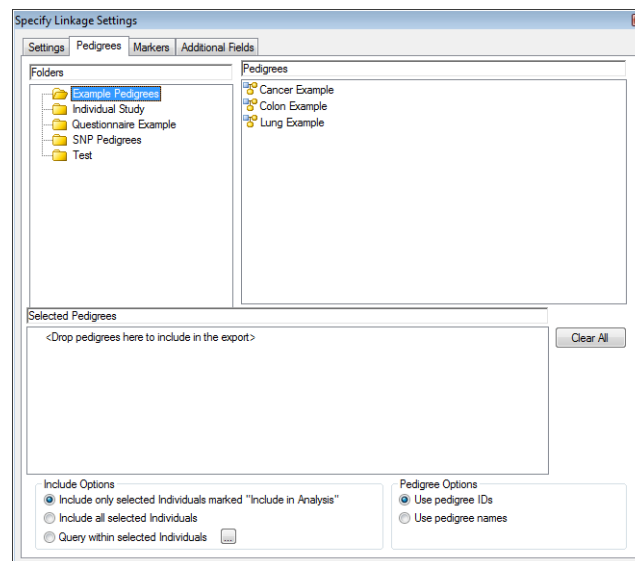 Specify Linkage Settings
Settings Pedigrees Markers Additional Fields
Folders
Example Pedigrees
Individual Study
Questionnaire Example
SNP Pedigrees
Test
Pedigrees
Cancer Example
Colon Example
Lung Example
Selected Pedigrees
<Drop pedigrees here to include in the export>
Clear All
Include Options
Include only selected Individuals marked "Include in Analysis"
Include all selected Individuals
Query within selected Individuals ...
Pedigree Options
Use pedigree IDs
Use pedigree names